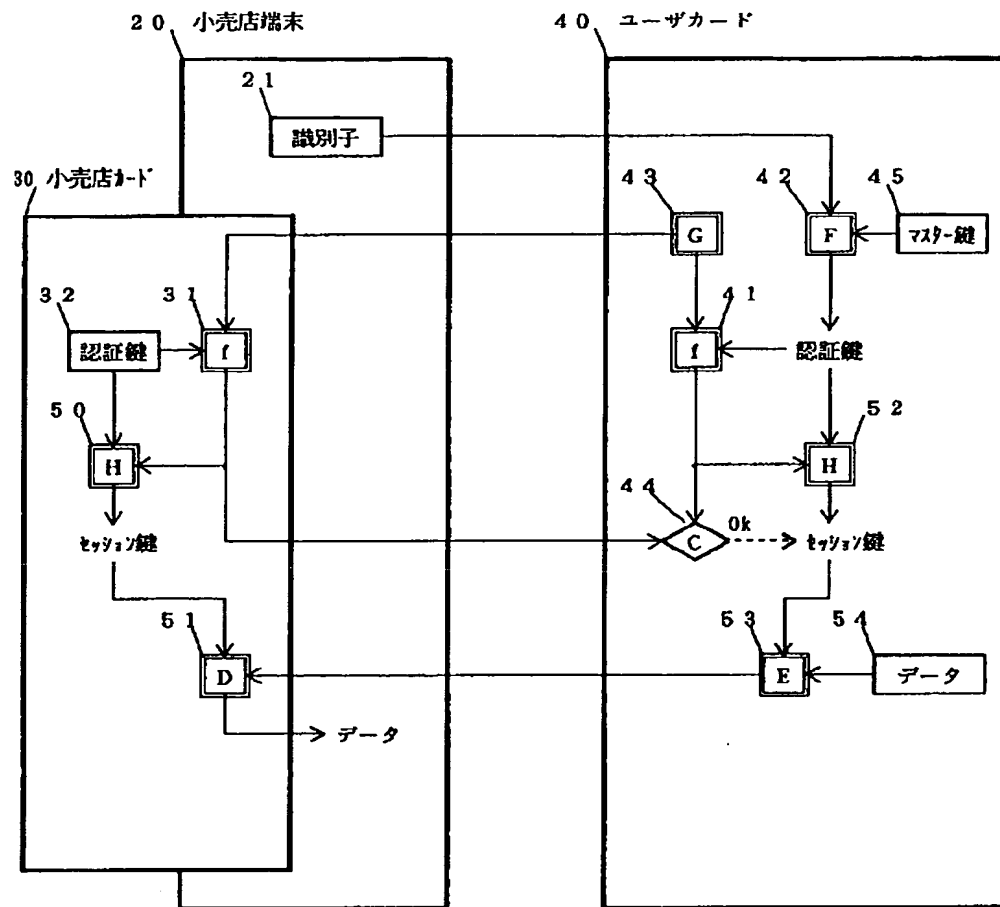 20 小売店端末
40 ユーザカード
21
識別子
30 小売店ｶｰﾄﾞ
43
42
45
G
F
ﾏｽﾀｰ鍵
32
31
41
認証鍵
f
f
認証鍵
50
52
H
H
44
Ok
ｾｯｼｮﾝ鍵
C
ｾｯｼｮﾝ鍵
51
53
54
D
E
データ
データ